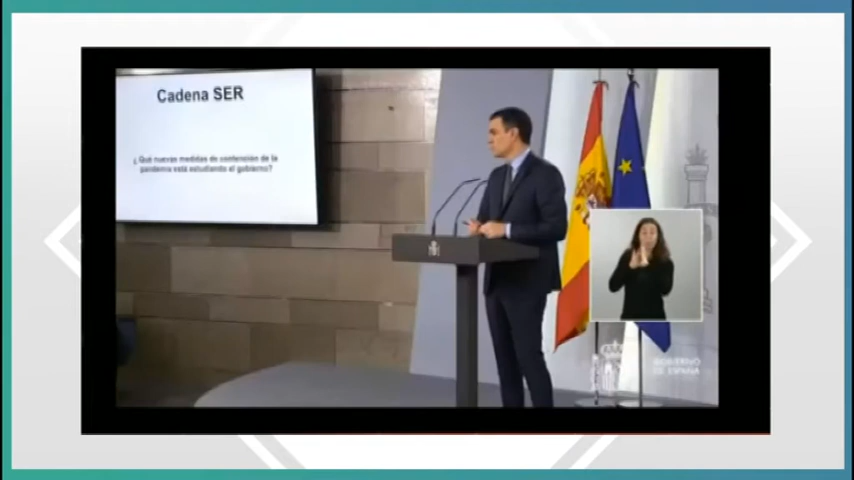 Cadena SER
¿Qué nuevas medidas de contención de la
pandemia está estudiando el gobierno?
GOBIERNO
DE ESPAÑA